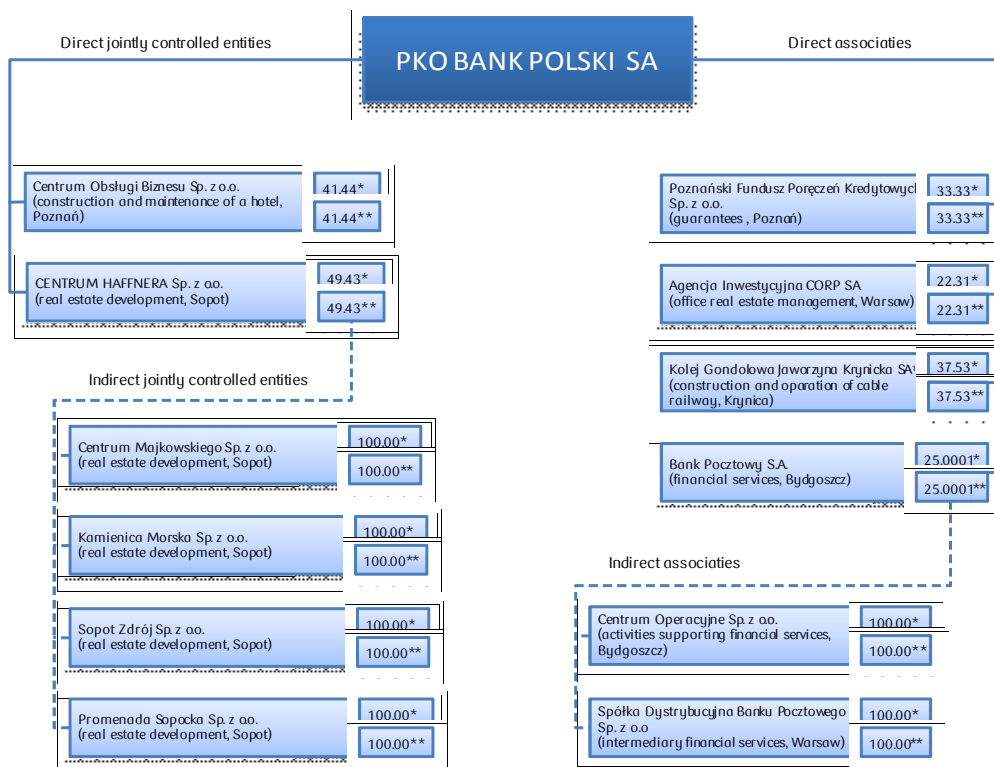 Direct jointly controlled entities
PKO BANK POLSKI SA
Direct associaties
Centrum Obsługi Biznesu Sp. z o.o.
(construction and maintenance of a hotel,
Poznań)
41.44*
41.44**
CENTRUM HAFFNERA Sp. z o.o.
(real estate development, Sopot)
49.43*
49.43**
Indirect jointly controlled entities
Centrum Majkowskiego Sp. z o.o.
(real estate development, Sopot)
100.00*
100.00**
Kamienica Morska Sp. z o.o.
(real estate development, Sopot)
100.00*
100.00**
Sopot Zdrój Sp. z o.o.
(real estate development, Sopot)
100.00*
100.00**
Promenada Sopocka Sp. z o.o.
(real estate development, Sopot)
100.00*
100.00**
Poznański Fundusz Poręczeń Kredytowych
Sp. z o.o.
(guarantees , Poznań)
33.33*
33.33**
Agencja Inwestycyjna CORP SA
(office real estate management, Warsaw)
22.31*
22.31**
Kolej Gondolowa Jaworzyna Krynicka SA
(construction and oparation of cable
railway, Krynica)
37.53*
37.53**
Bank Pocztowy S.A.
(financial services, Bydgoszcz)
25.0001*
25.0001**
Indirect associaties
Centrum Operacyjne Sp. z o.o.
(activities supporting financial services,
Bydgoszcz)
100.00*
100.00**
Spółka Dystrybucyjna Banku Pocztowego
Sp. z o.o
(intermediary financial services, Warsaw)
100.00*
100.00**